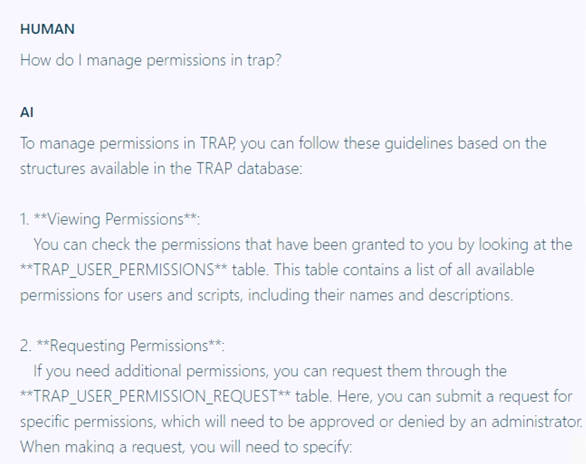 HUMAN
How do I manage permissions in trap?
AI
To manage permissions in TRAP, you can follow these guidelines based on the
structures available in the TRAP database:
1. **Viewing Permissions**:
You can check the permissions that have been granted to you by looking at the
**TRAP_USER_PERMISSIONS** table. This table contains a list of all available
permissions for users and scripts, including their names and descriptions.
2. **Requesting Permissions**:
If you need additional permissions, you can request them through the
**TRAP_USER_PERMISSION_REQUEST** table. Here, you can submit a request for
specific permissions, which will need to be approved or denied by an administrator.
When making a request, you will need to specify: